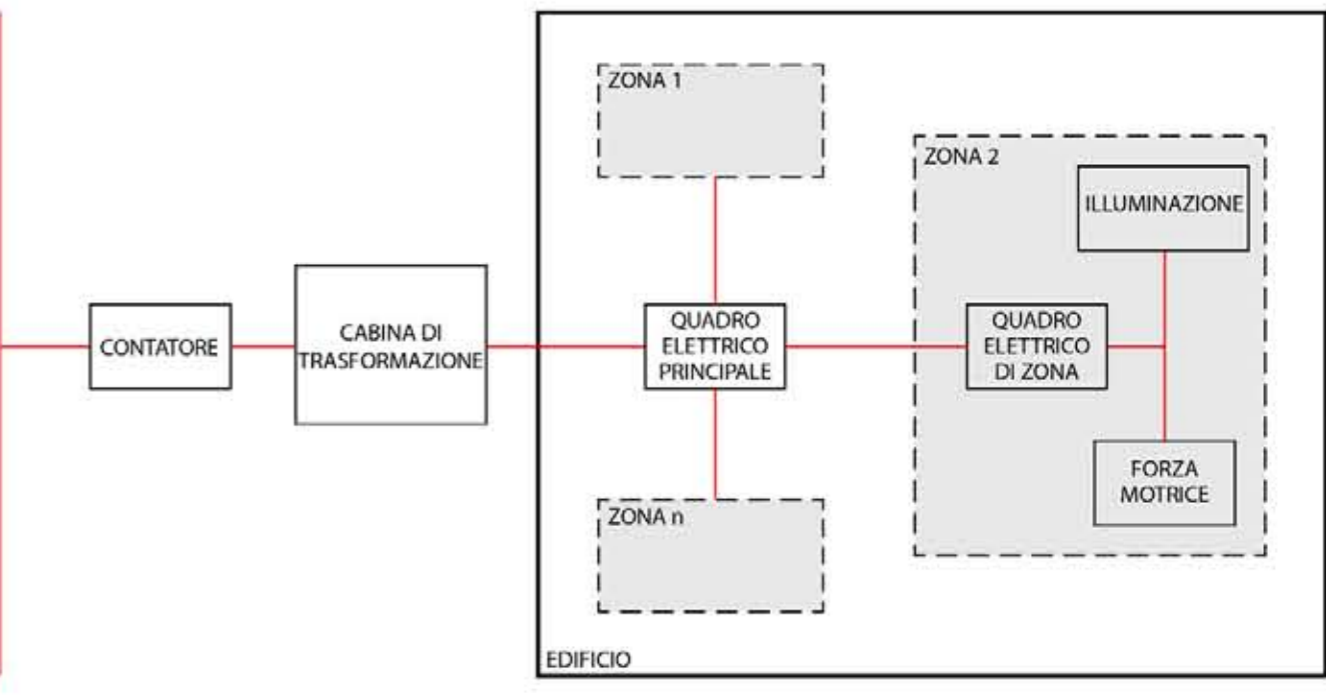 ZONA 1
ZONA 2
ILLUMINAZIONE
CONTATORE
CABINA DI
TRASFORMAZIONE
QUADRO
ELETTRICO
PRINCIPALE
QUADRO
ELETTRICO
DI ZONA
FORZA
MOTRICE
ZONA n
EDIFICIO